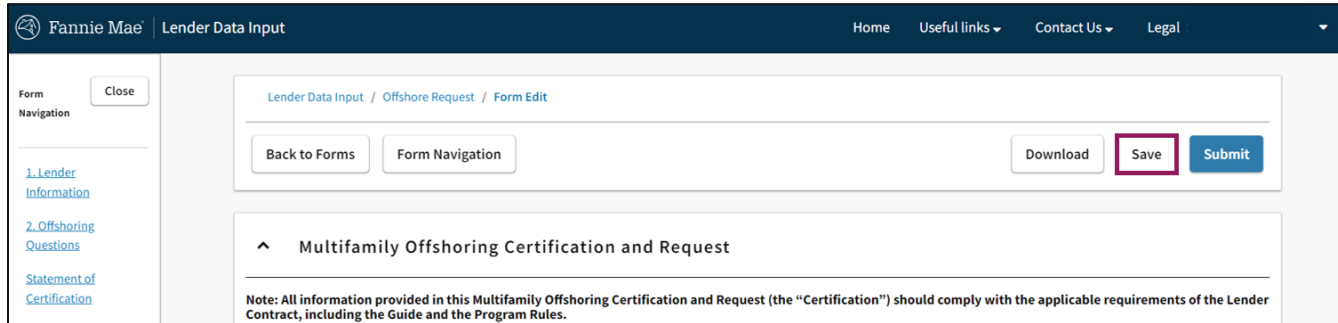 Fannie Mae Lender Data Input Home Useful links Contact Us Legal
Form Navigation
Close
1. Lender
Information
2. Offshoring
Questions
Statement of
Certification
Lender Data Input / Offshore Request / Form Edit
Back to Forms Form Navigation Download Save Submit
Multifamily Offshoring Certification and Request
Note: All information provided in this Multifamily Offshoring Certification and Request (the “Certification”) should comply with the applicable requirements of the Lender
Contract, including the Guide and the Program Rules.